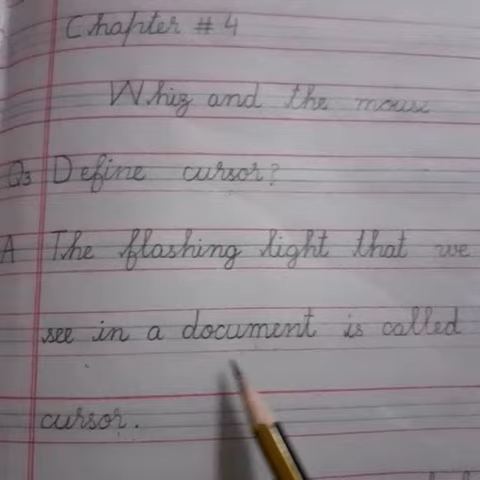 Chapter # 4
Whiz and the mouse
Q3 Define cursor?
A The flashing light that we
see in a document is called
cursor.